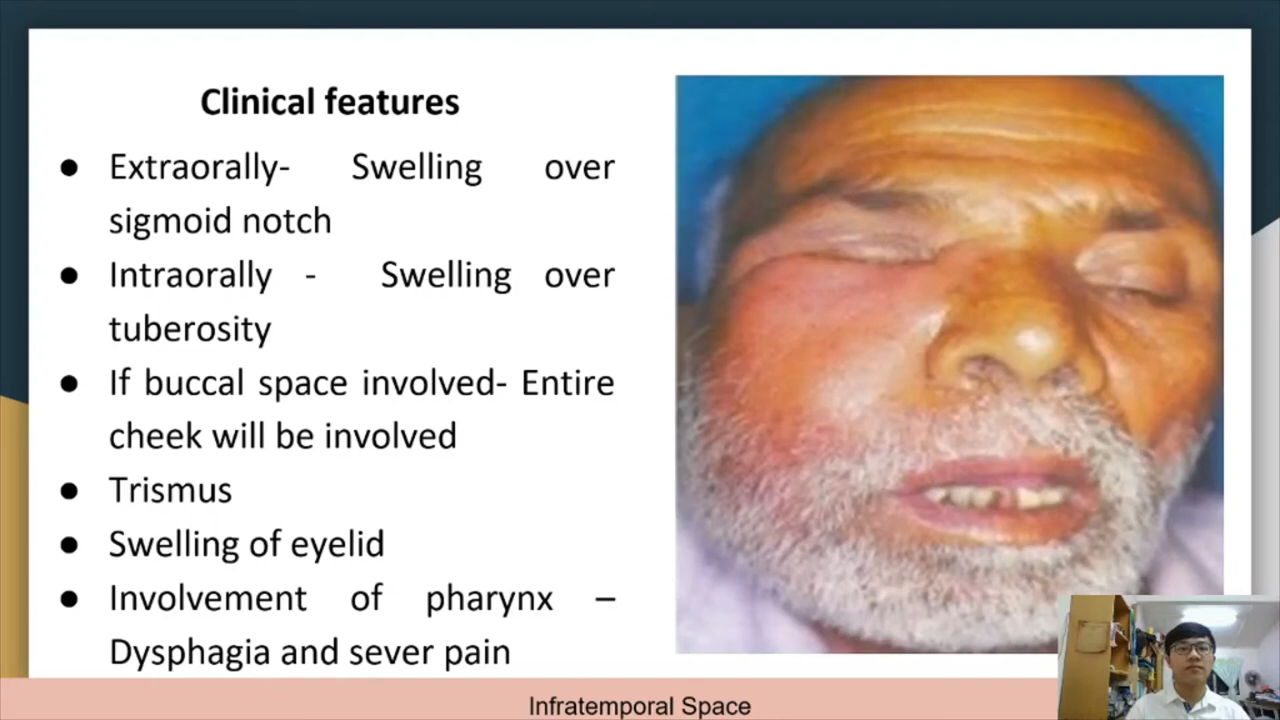 Clinical features
● Extraorally- Swelling over
sigmoid notch
● Intraorally - Swelling over
tuberosity
● If buccal space involved- Entire
cheek will be involved
● Trismus
● Swelling of eyelid
● Involvement of pharynx –
Dysphagia and sever pain
Infratemporal Space